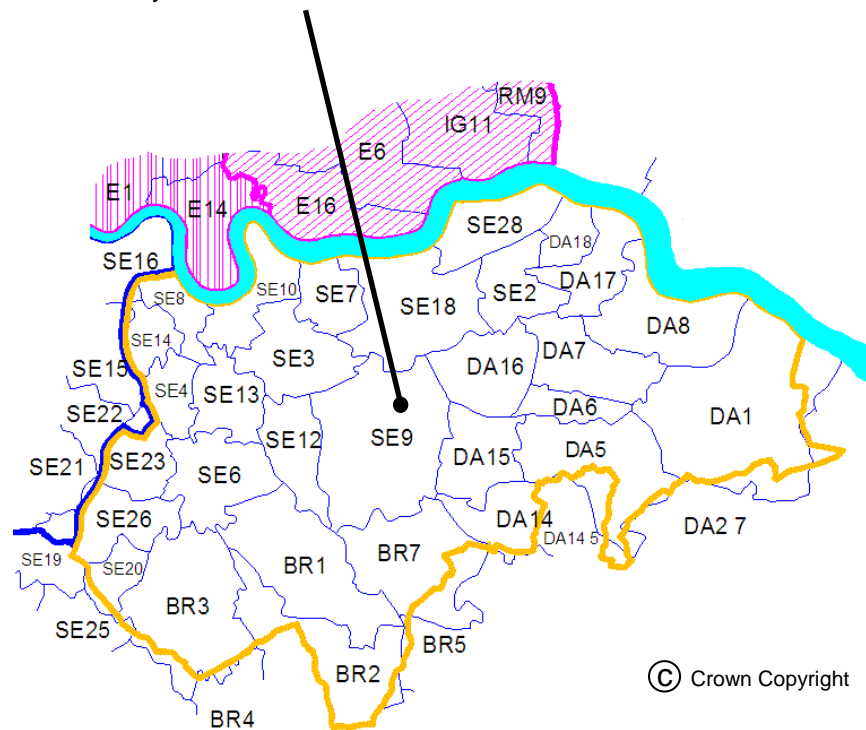 RM9
IG11
E6
E1
E14
E16
SE28
SE16
DA18
SE8
SE10
SE7
SE18
SE2
DA17
DA8
SE14
SE3
DA7
SE15
DA16
SE4
SE13
SE22
DA6
DA1
SE9
SE12
SE21
SE23
SE6
DA15
DA5
SE26
DA14
DA14 5
DA2 7
SE19
SE20
BR1
BR7
BR3
SE25
BR5
BR2
BR4
© Crown Copyright